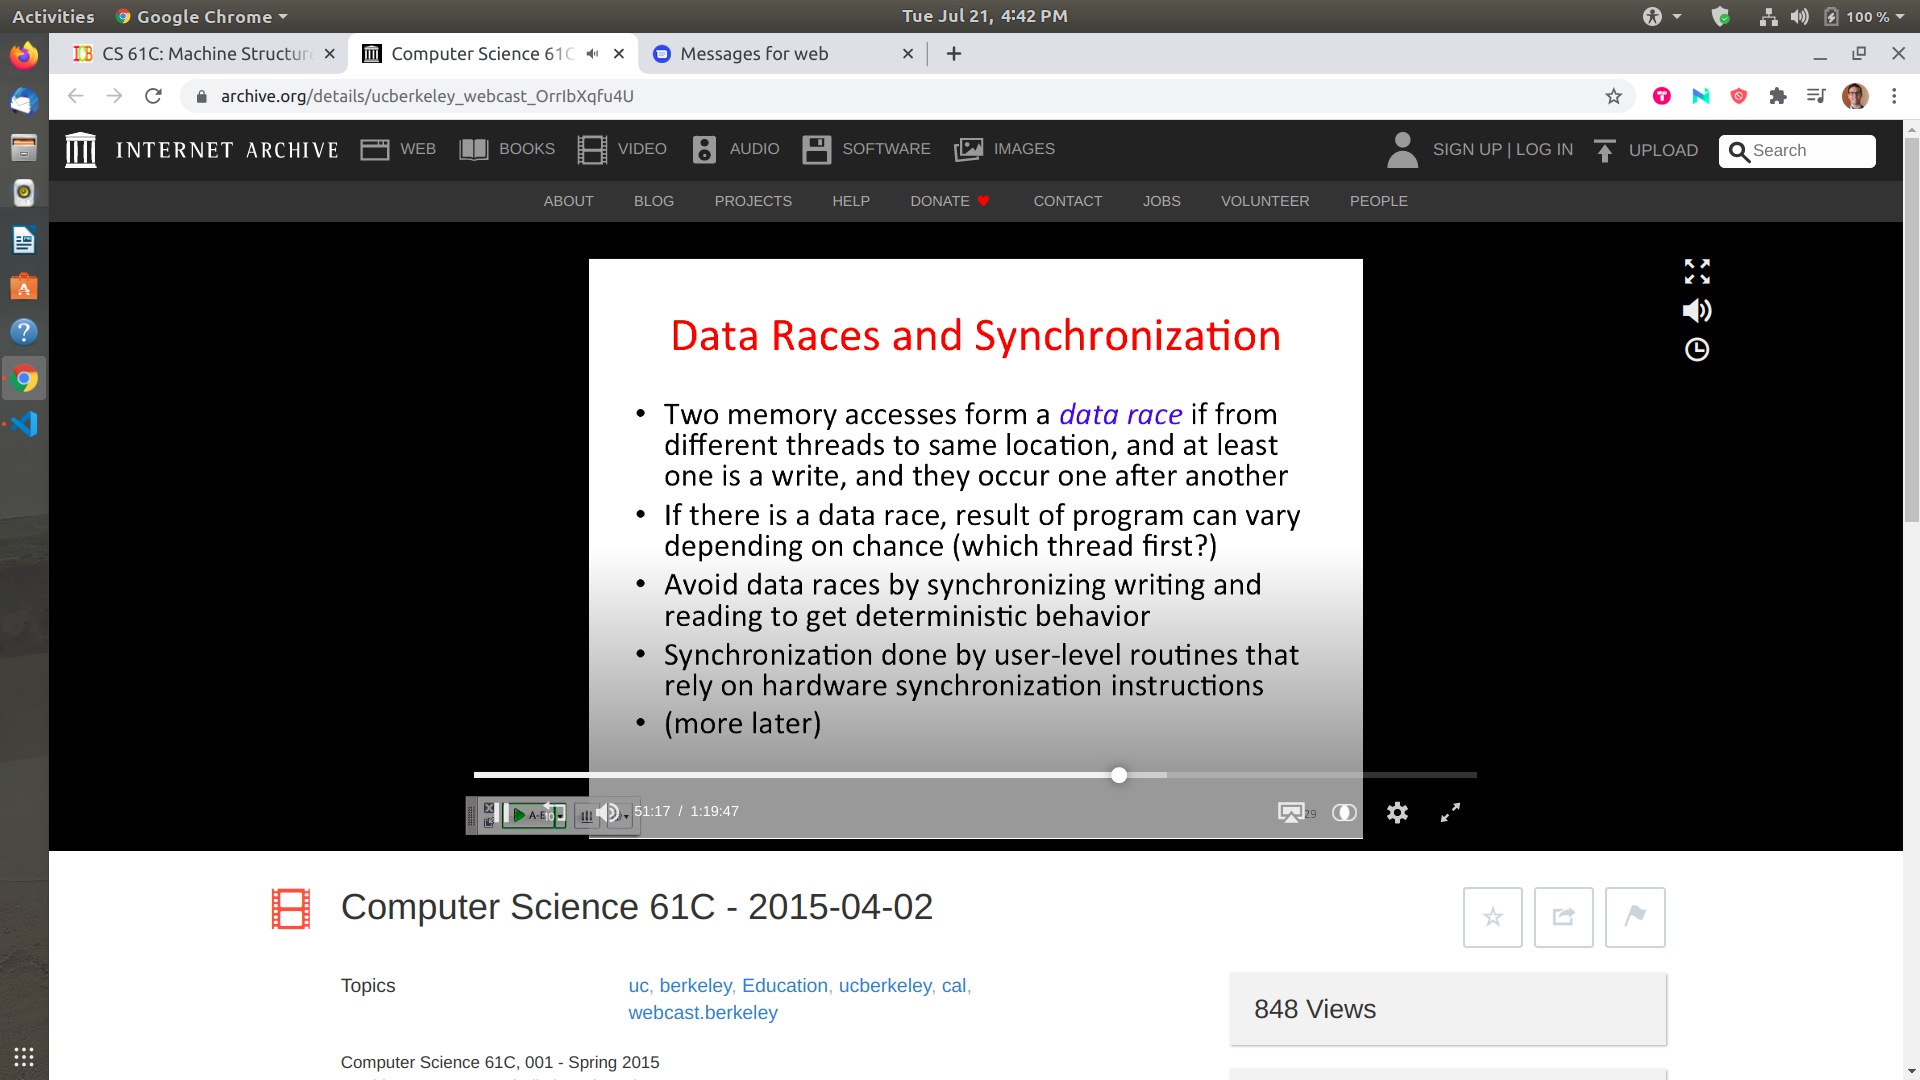 Activities
Google Chrome
Tue Jul 21, 4:42 PM
100 %
CS 61C: Machine Structure
Computer Science 61C
Messages for web
archive.org/details/ucberkeley_webcast_OrrIbXqfu4U
INTERNET ARCHIVE
WEB
BOOKS
VIDEO
AUDIO
SOFTWARE
IMAGES
SIGN UP | LOG IN
UPLOAD
Search
ABOUT
BLOG
PROJECTS
HELP
DONATE
CONTACT
JOBS
VOLUNTEER
PEOPLE
Data Races and Synchronization
• Two memory accesses form a data race if from
different threads to same location, and at least
one is a write, and they occur one after another
• If there is a data race, result of program can vary
depending on chance (which thread first?)
• Avoid data races by synchronizing writing and
reading to get deterministic behavior
• Synchronization done by user-level routines that
rely on hardware synchronization instructions
• (more later)
10
51:17 / 1:19:47
29
Computer Science 61C - 2015-04-02
Topics
uc, berkeley, Education, ucberkeley, cal,
webcast.berkeley
848 Views
Computer Science 61C, 001 - Spring 2015